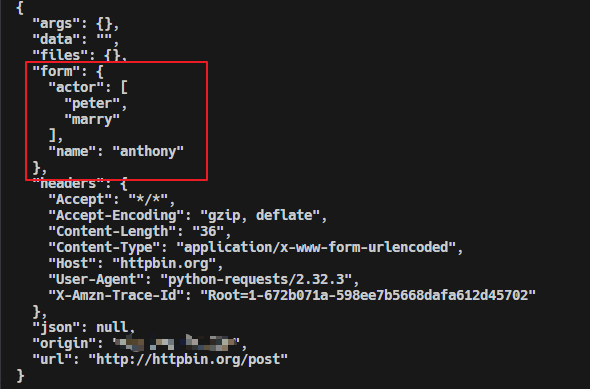 {
  "args": {},
  "data": "",
  "files": {},
  "form": {
    "actor": [
      "peter",
      "marry"
    ],
    "name": "anthony"
  },
  "headers": {
    "Accept": "*/*",
    "Accept-Encoding": "gzip, deflate",
    "Content-Length": "36",
    "Content-Type": "application/x-www-form-urlencoded",
    "Host": "httpbin.org",
    "User-Agent": "python-requests/2.32.3",
    "X-Amzn-Trace-Id": "Root=1-672b071a-598ee7b5668dafa612d45702"
  },
  "json": null,
  "origin": " ",
  "url": "http://httpbin.org/post"
}